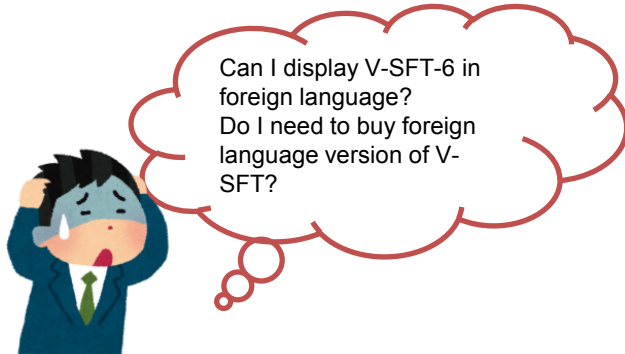 Can I display V-SFT-6 in
foreign language?
Do I need to buy foreign
language version of V-
SFT?